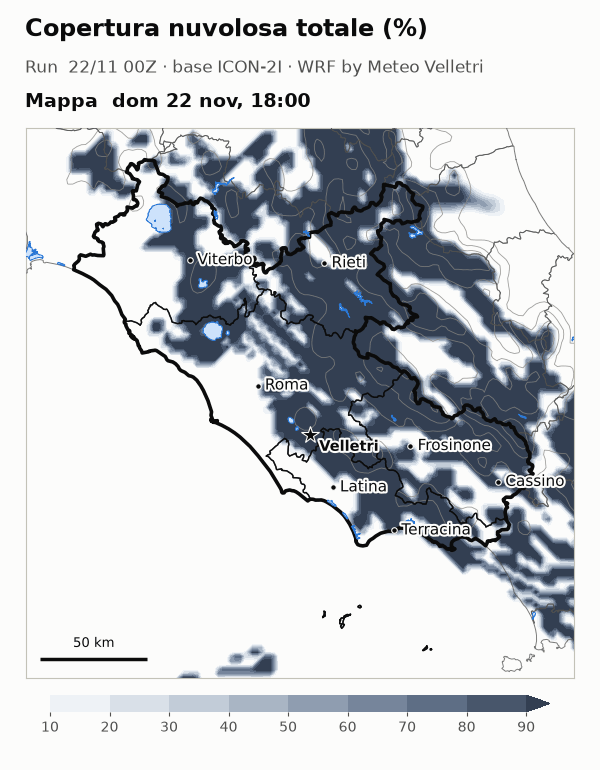 Copertura nuvolosa totale (%)
Run 22/11 00Z · base ICON-2I · WRF by Meteo Velletri
Mappa dom 22 nov, 18:00
Viterbo
Rieti
Roma
Velletri
Frosinone
Cassino
Latina
Terracina
50 km
10 20 30 40 50 60 70 80 90